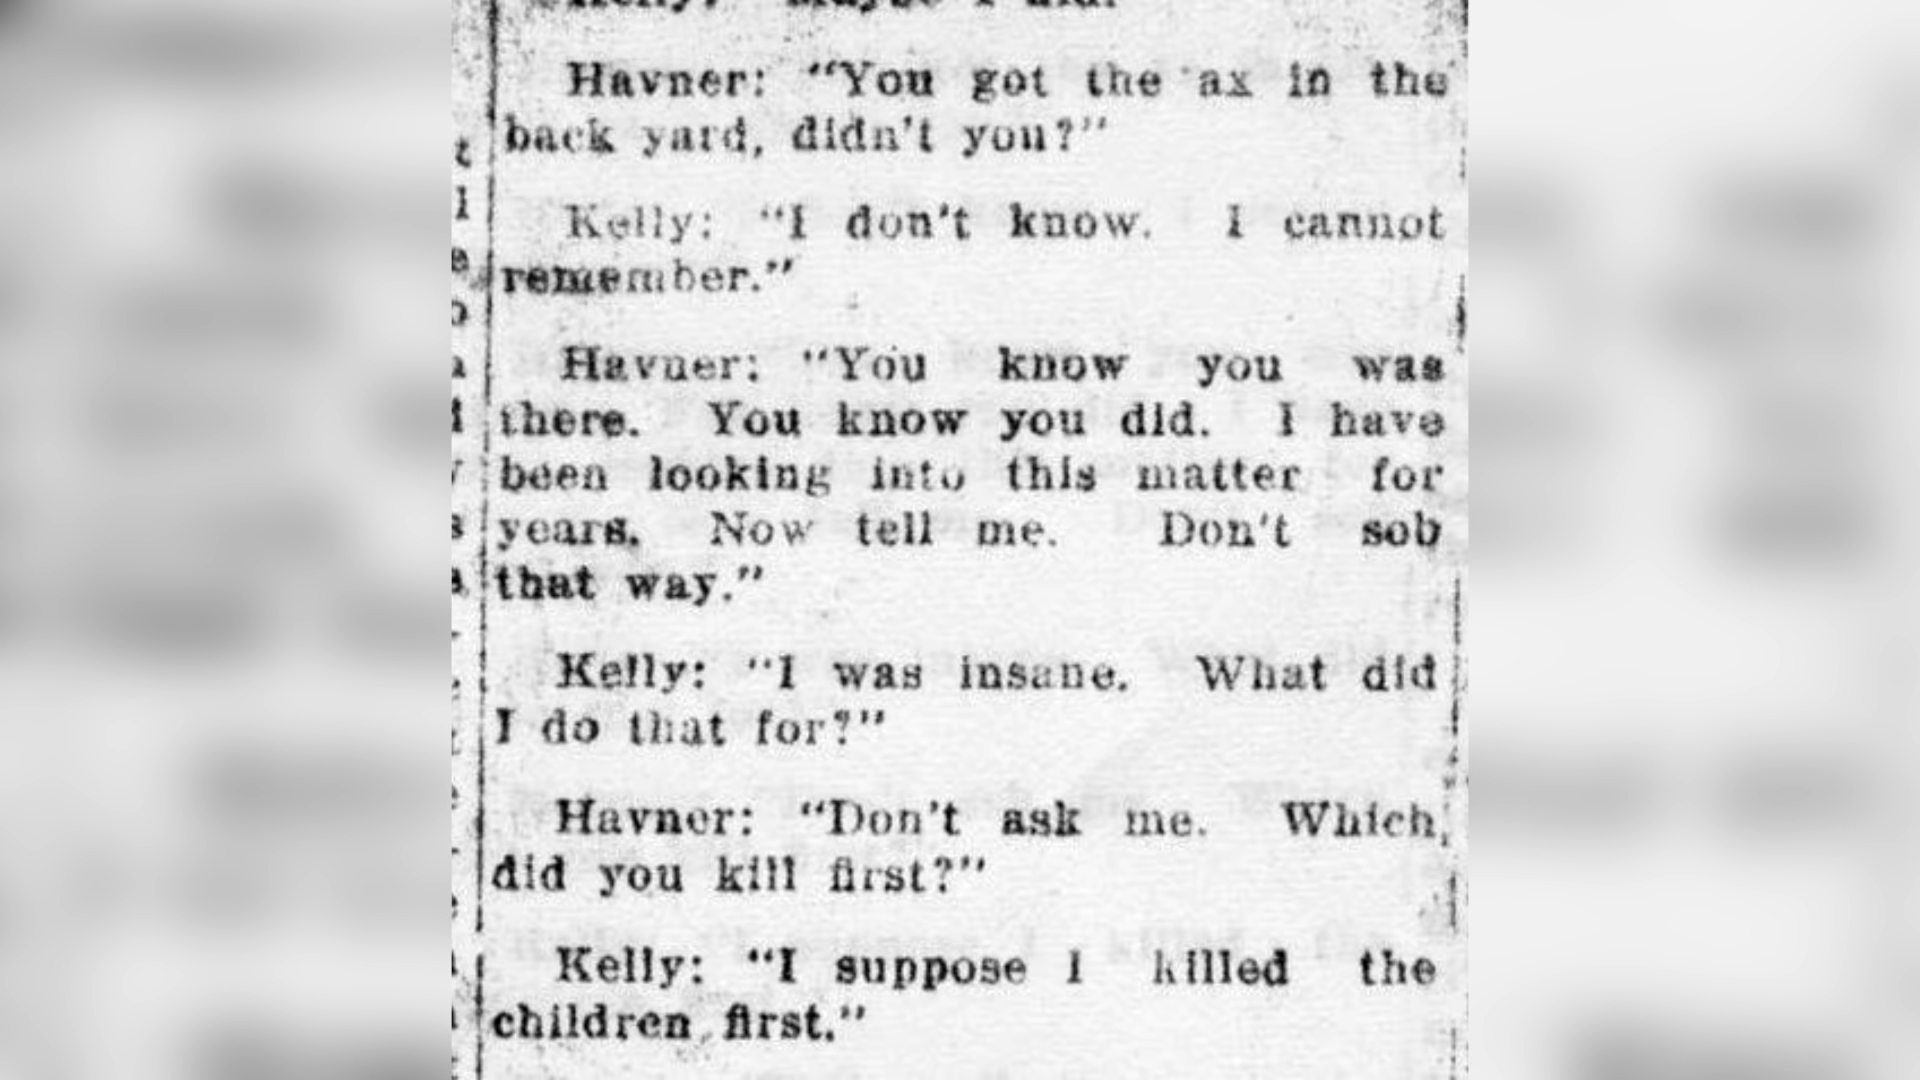 Kelly: "Maybe I did."
Havner: "You got the ax in the
back yard, didn't you?"
Kelly: "I don't know. I cannot
remember."
Havner: "You know you was
there. You know you did. I have
been looking into this matter for
years. Now tell me. Don't sob
that way."
Kelly: "I was insane. What did
I do that for?"
Havner: "Don't ask me. Which
did you kill first?"
Kelly: "I suppose I killed the
children first."